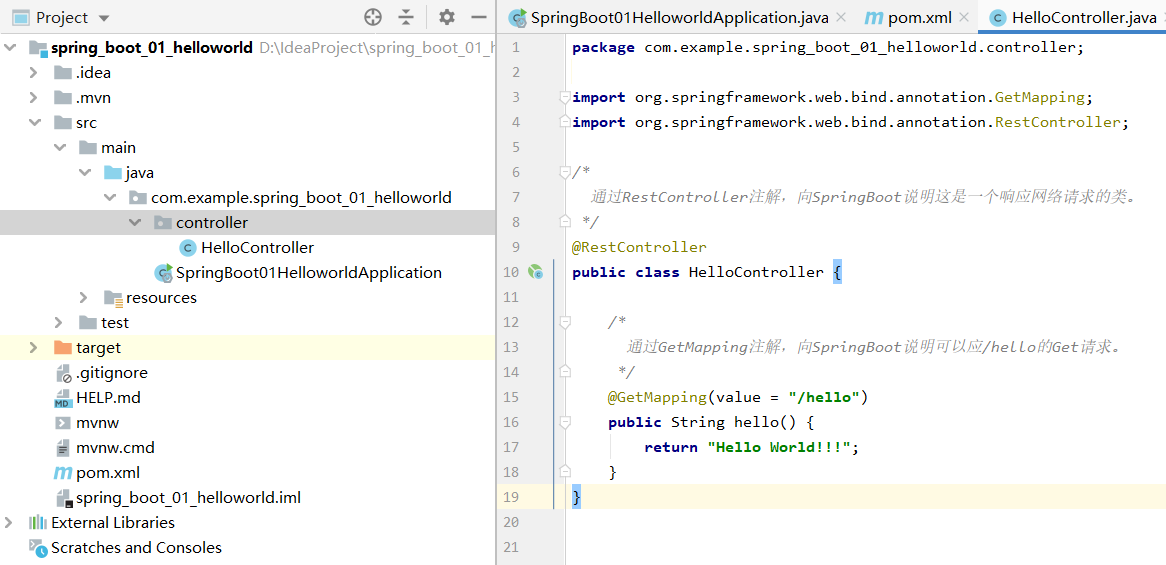 Project
spring_boot_01_helloworld D:\IdeaProject\spring_boot_01_h
.idea
.mvn
src
main
java
com.example.spring_boot_01_helloworld
controller
HelloController
SpringBoot01HelloworldApplication
resources
test
target
.gitignore
HELP.md
mvnw
mvnw.cmd
pom.xml
spring_boot_01_helloworld.iml
External Libraries
Scratches and Consoles
SpringBoot01HelloworldApplication.java pom.xml HelloController.java
1 package com.example.spring_boot_01_helloworld.controller;
2
3 import org.springframework.web.bind.annotation.GetMapping;
4 import org.springframework.web.bind.annotation.RestController;
5
6 /*
7 通过RestController注解，向SpringBoot说明这是一个响应网络请求的类。
8 */
9 @RestController
10 public class HelloController {
11
12 /*
13 通过GetMapping注解，向SpringBoot说明可以应/hello的Get请求。
14 */
15 @GetMapping(value = "/hello")
16 public String hello() {
17 return "Hello World!!!";
18 }
19 }
20
21